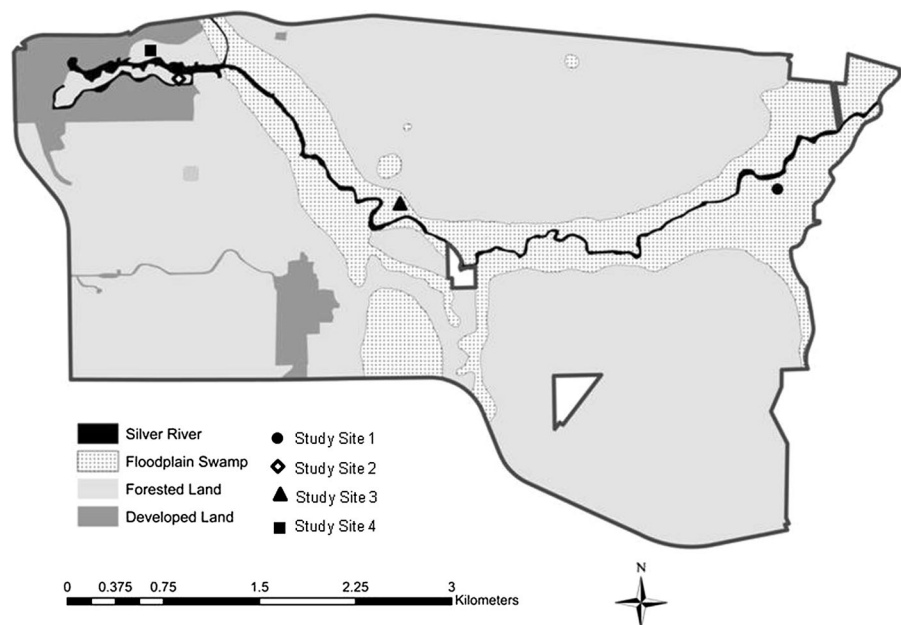 Silver River
Floodplain Swamp
Forested Land
Developed Land
Study Site 1
Study Site 2
Study Site 3
Study Site 4
0 0.375 0.75 1.5 2.25 3
Kilometers
N